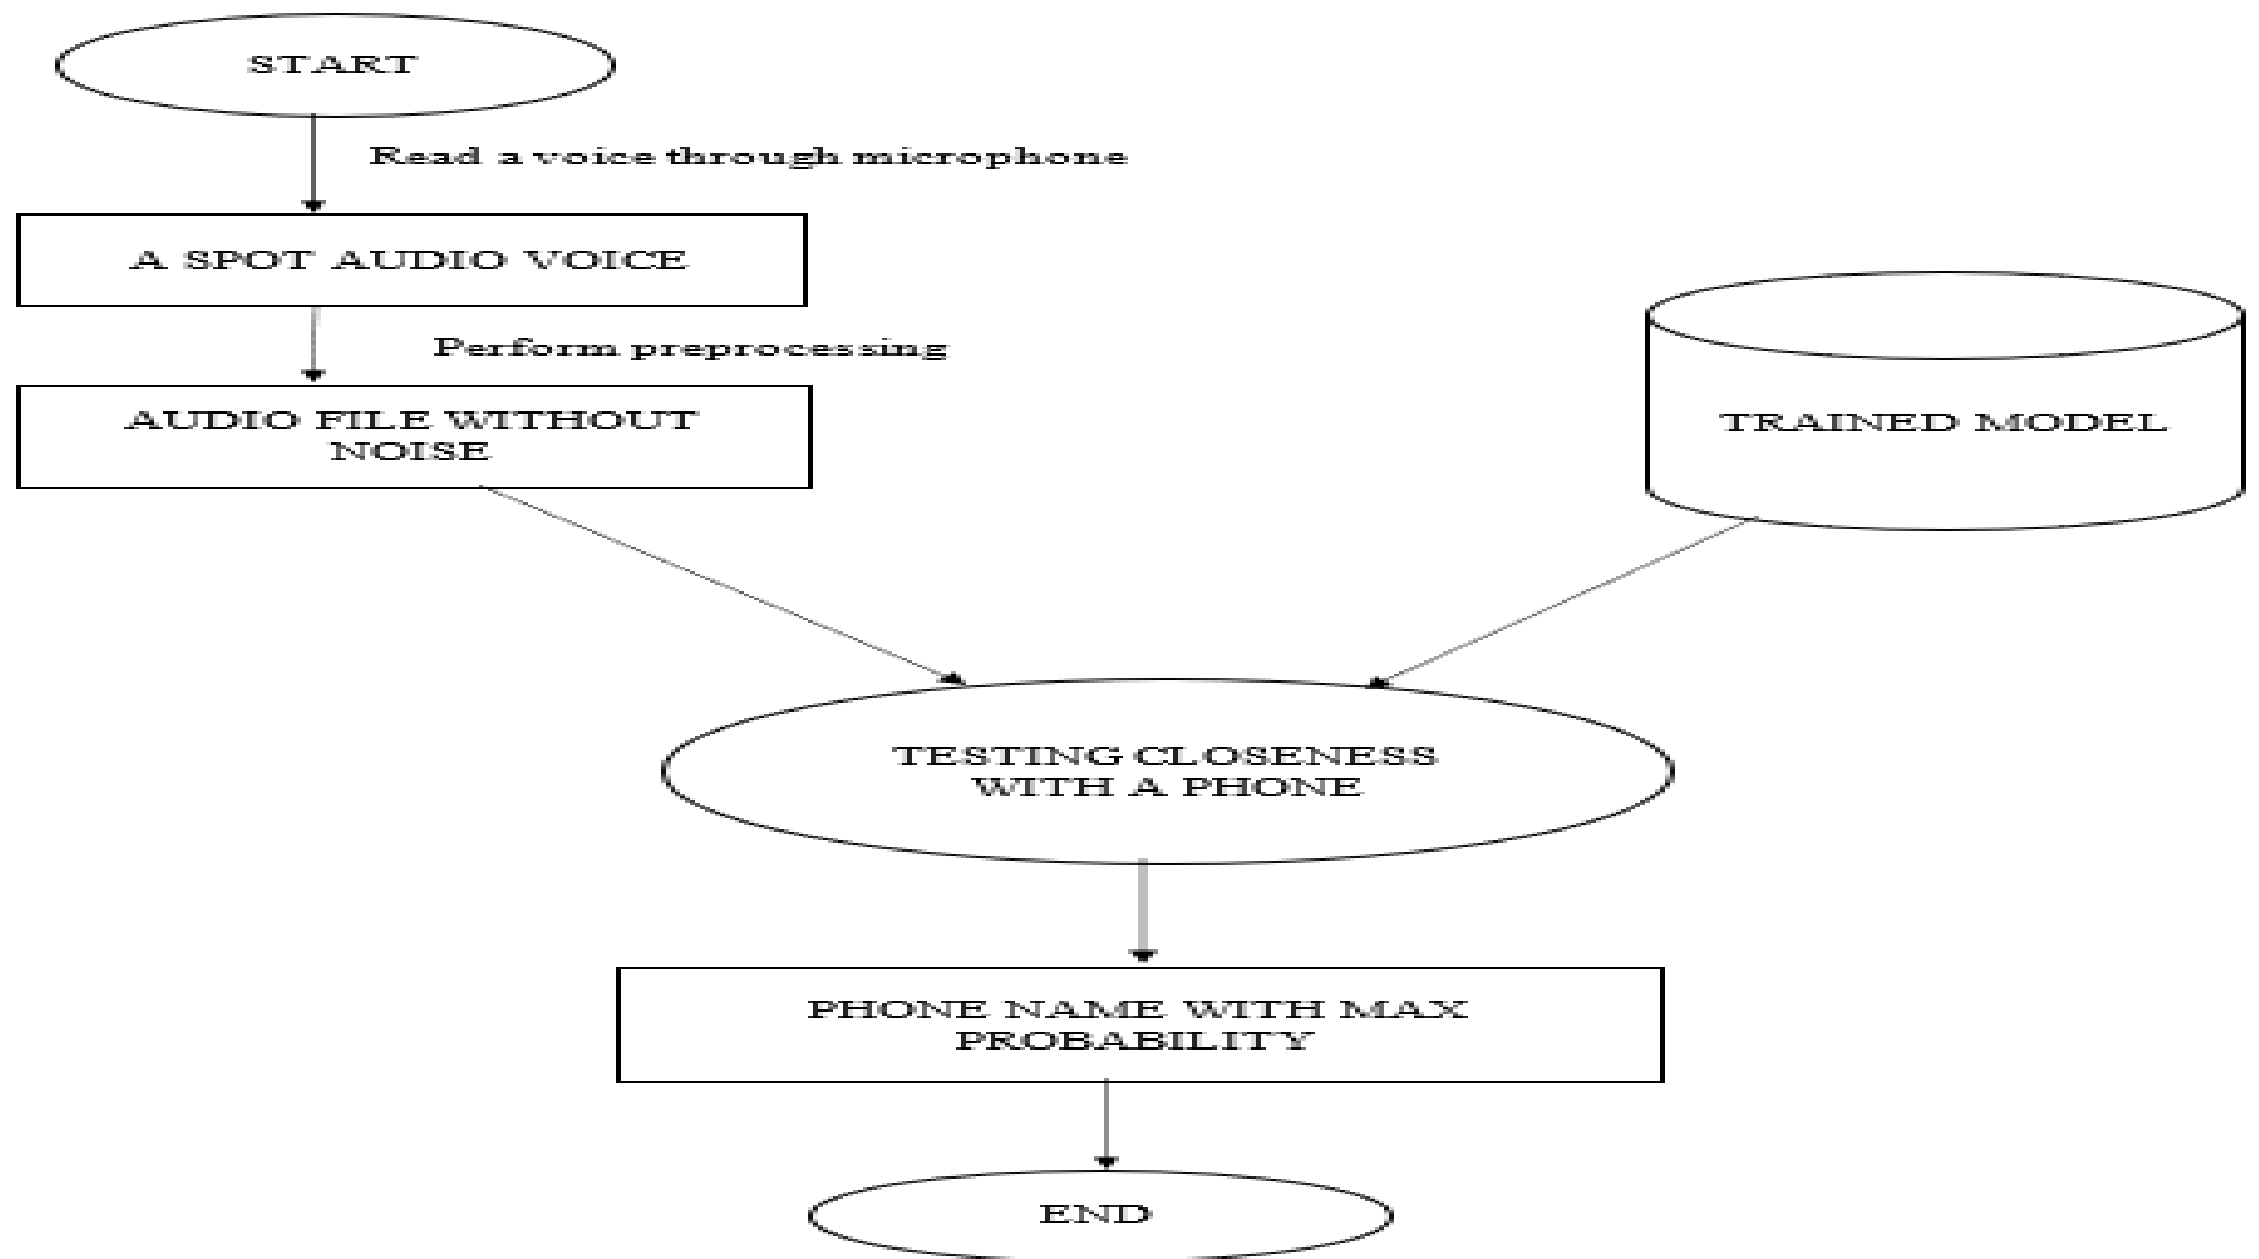 START
Read a voice through microphone
A SPOT AUDIO VOICE
Perform preprocessing
AUDIO FILE WITHOUT
NOISE
TRAINED MODEL
TESTING CLOSENESS
WITH A PHONE
PHONE NAME WITH MAX
PROBABILITY
END